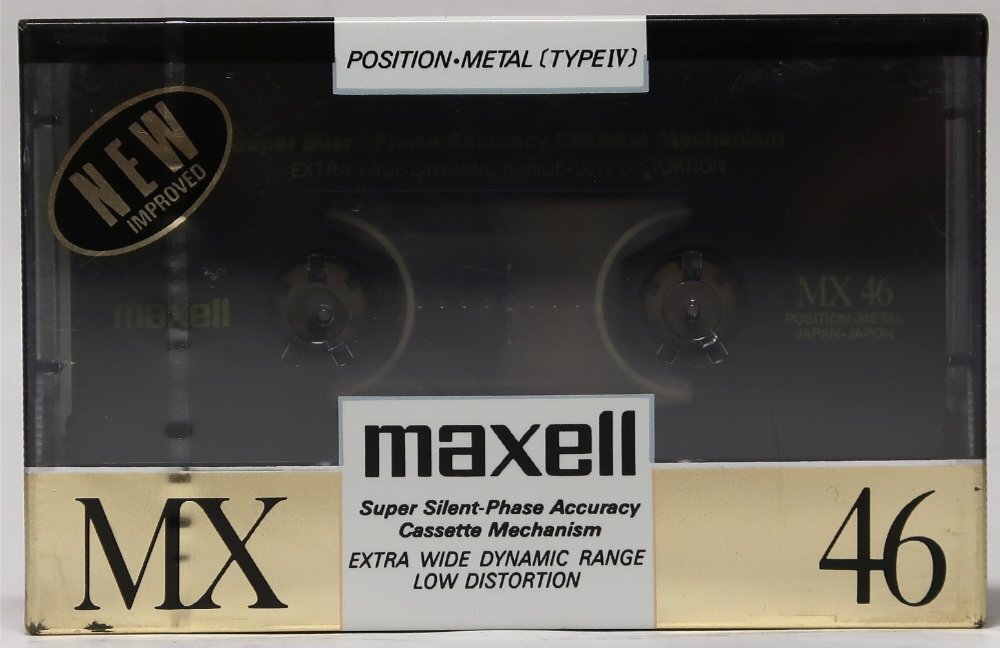 POSITION•METAL (TYPE IV)
NEW
IMPROVED
Super Silent-Phase Accuracy Cassette Mechanism
EXTRA WIDE DYNAMIC RANGE•LOW DISTORTION
maxell
MX 46
POSITION-METAL
JAPAN•JAPON
maxell
Super Silent-Phase Accuracy
Cassette Mechanism
EXTRA WIDE DYNAMIC RANGE
LOW DISTORTION
MX
46